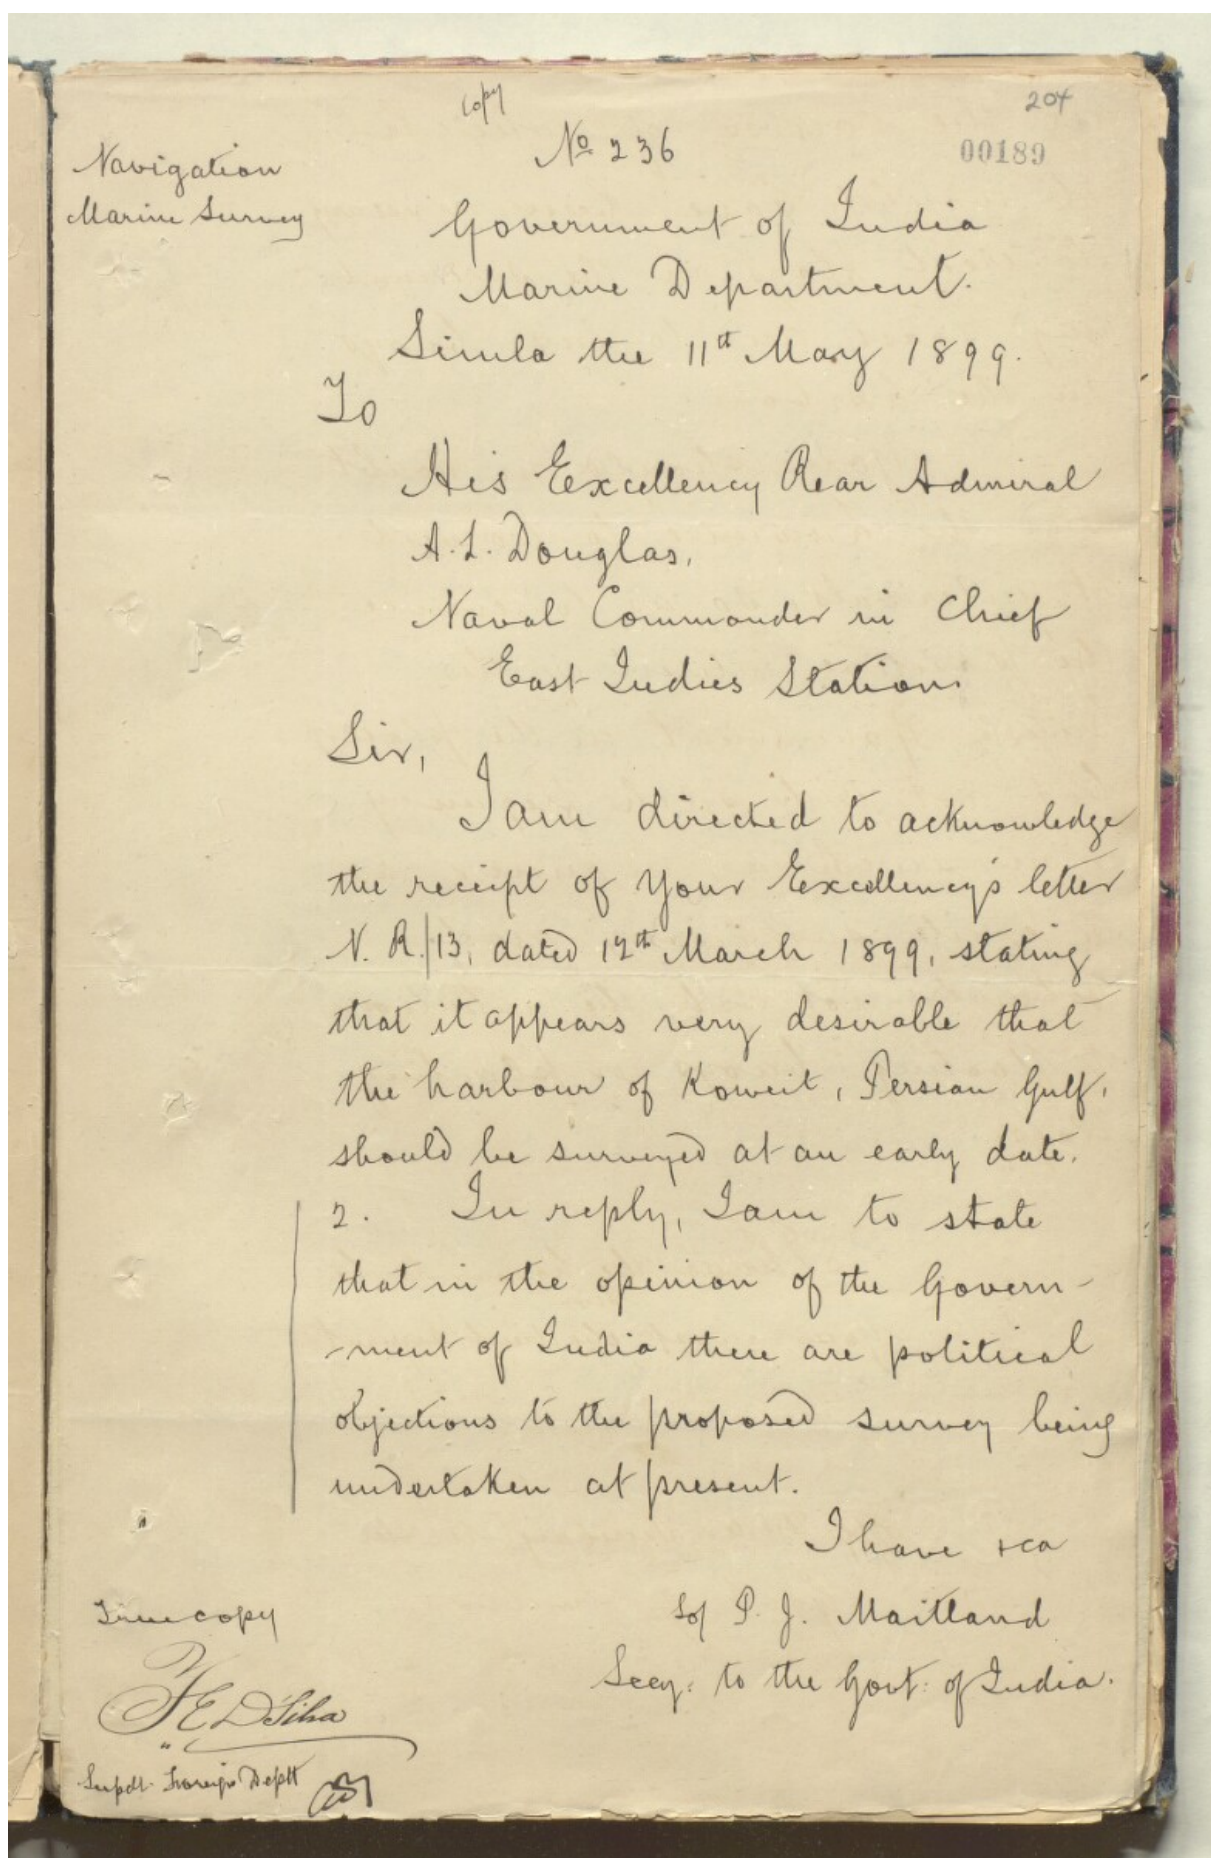 Copy
204
No 236
00189
Navigation
Marine Survey
Government of India
Marine Department.
Simla the 11th May 1899.
To
His Excellency Rear Admiral
A. L. Douglas,
Naval Commander in Chief
East Indies Station.
Sir,
I am directed to acknowledge
the receipt of Your Excellency's letter
N. R./13, dated 12th March 1899, stating
that it appears very desirable that
the harbour of Koweit, Persian Gulf,
should be surveyed at an early date.
2. In reply, I am to state
that in the opinion of the Govern-
-ment of India there are political
objections to the proposed survey being
undertaken at present.
I have &ca
Sd/ P. J. Maitland
Secy: to the Govt: of India.
True copy
F E D'Silva
Supdt. Foreign Deptt